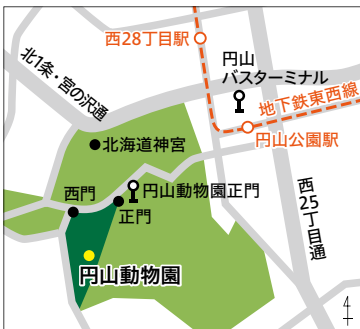 西28丁目駅
北1条・宮の沢通
円山
バスターミナル
地下鉄東西線
円山公園駅
北海道神宮
西25丁目通
円山動物園正門
西門
正門
円山動物園